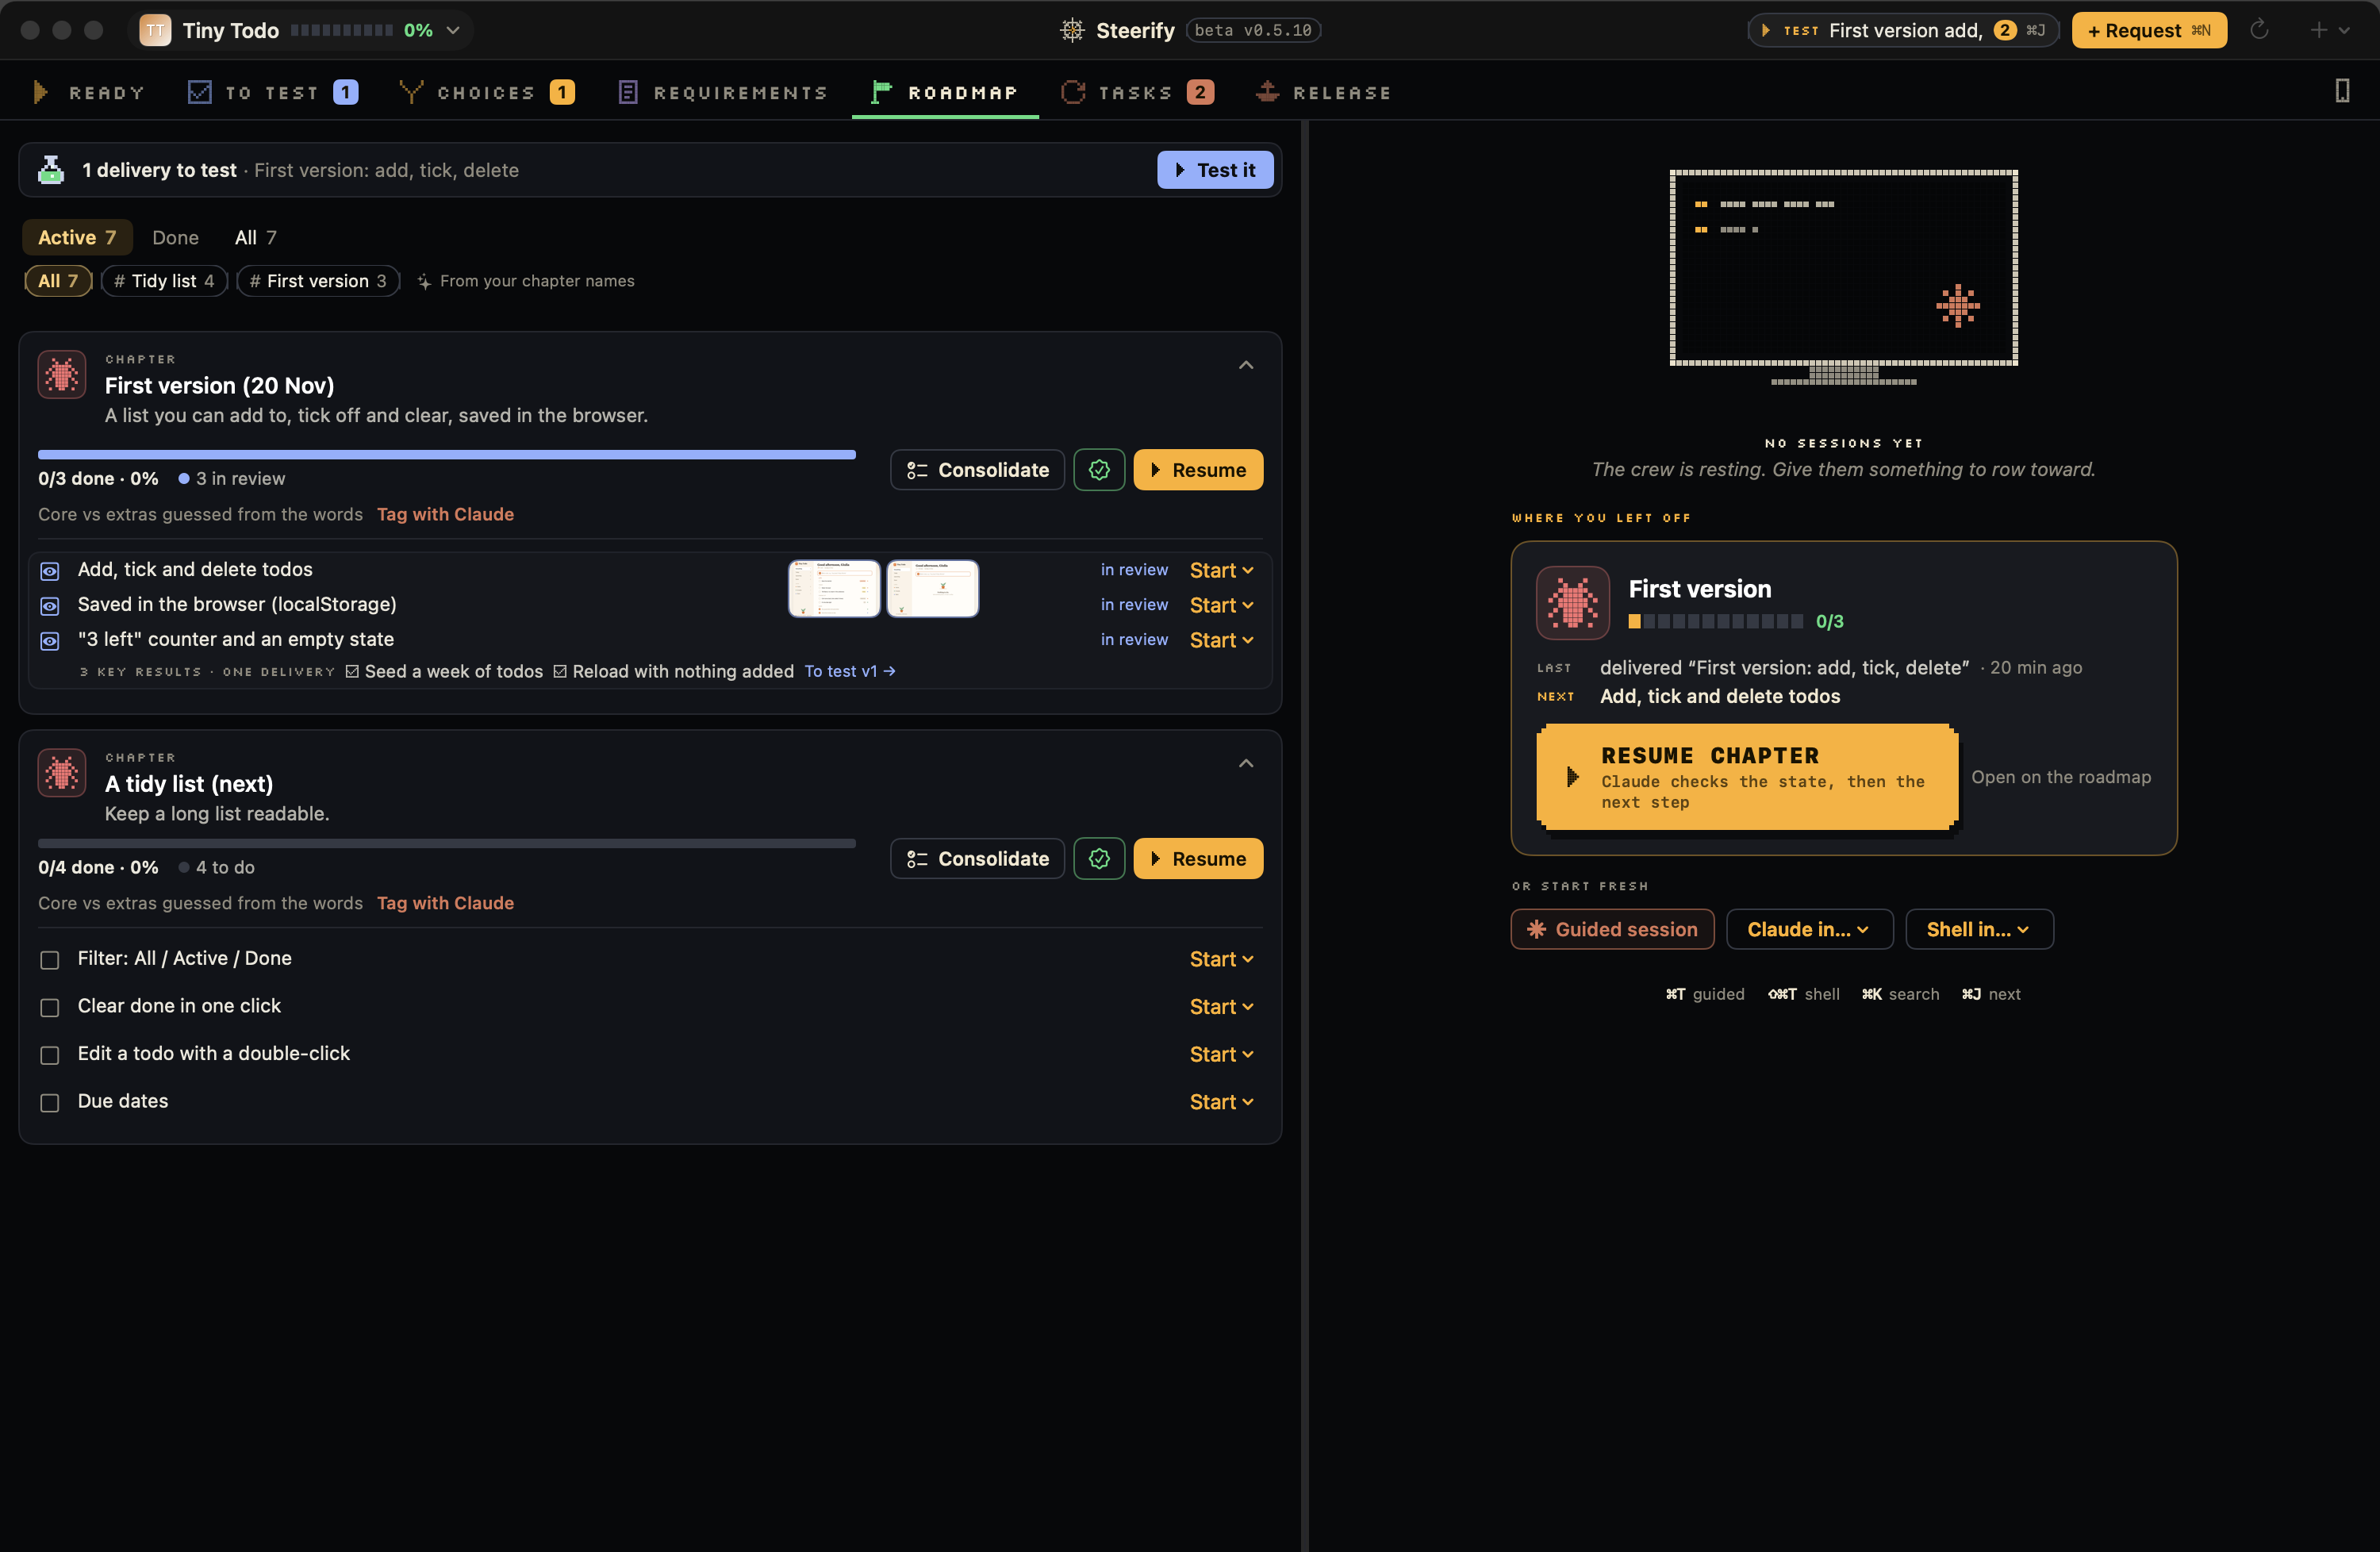 TT Tiny Todo 0%
Steerify beta v0.5.10
TEST First version add, 2 ⌘J
+ Request ⌘N
READY
TO TEST 1
CHOICES 1
REQUIREMENTS
ROADMAP
TASKS 2
RELEASE
1 delivery to test · First version: add, tick, delete
Test it
Active 7 Done All 7
All 7 # Tidy list 4 # First version 3 From your chapter names
CHAPTER
First version (20 Nov)
A list you can add to, tick off and clear, saved in the browser.
0/3 done · 0% 3 in review
Consolidate
Resume
Core vs extras guessed from the words Tag with Claude
Add, tick and delete todos in review Start
Saved in the browser (localStorage) in review Start
"3 left" counter and an empty state in review Start
3 KEY RESULTS · ONE DELIVERY Seed a week of todos Reload with nothing added To test v1 →
CHAPTER
A tidy list (next)
Keep a long list readable.
0/4 done · 0% 4 to do
Consolidate
Resume
Core vs extras guessed from the words Tag with Claude
Filter: All / Active / Done Start
Clear done in one click Start
Edit a todo with a double-click Start
Due dates Start
NO SESSIONS YET
The crew is resting. Give them something to row toward.
WHERE YOU LEFT OFF
First version
0/3
LAST delivered “First version: add, tick, delete” · 20 min ago
NEXT Add, tick and delete todos
RESUME CHAPTER
Claude checks the state, then the
next step
Open on the roadmap
OR START FRESH
Guided session
Claude in...
Shell in...
⌘T guided ⇧⌘T shell ⌘K search ⌘J next